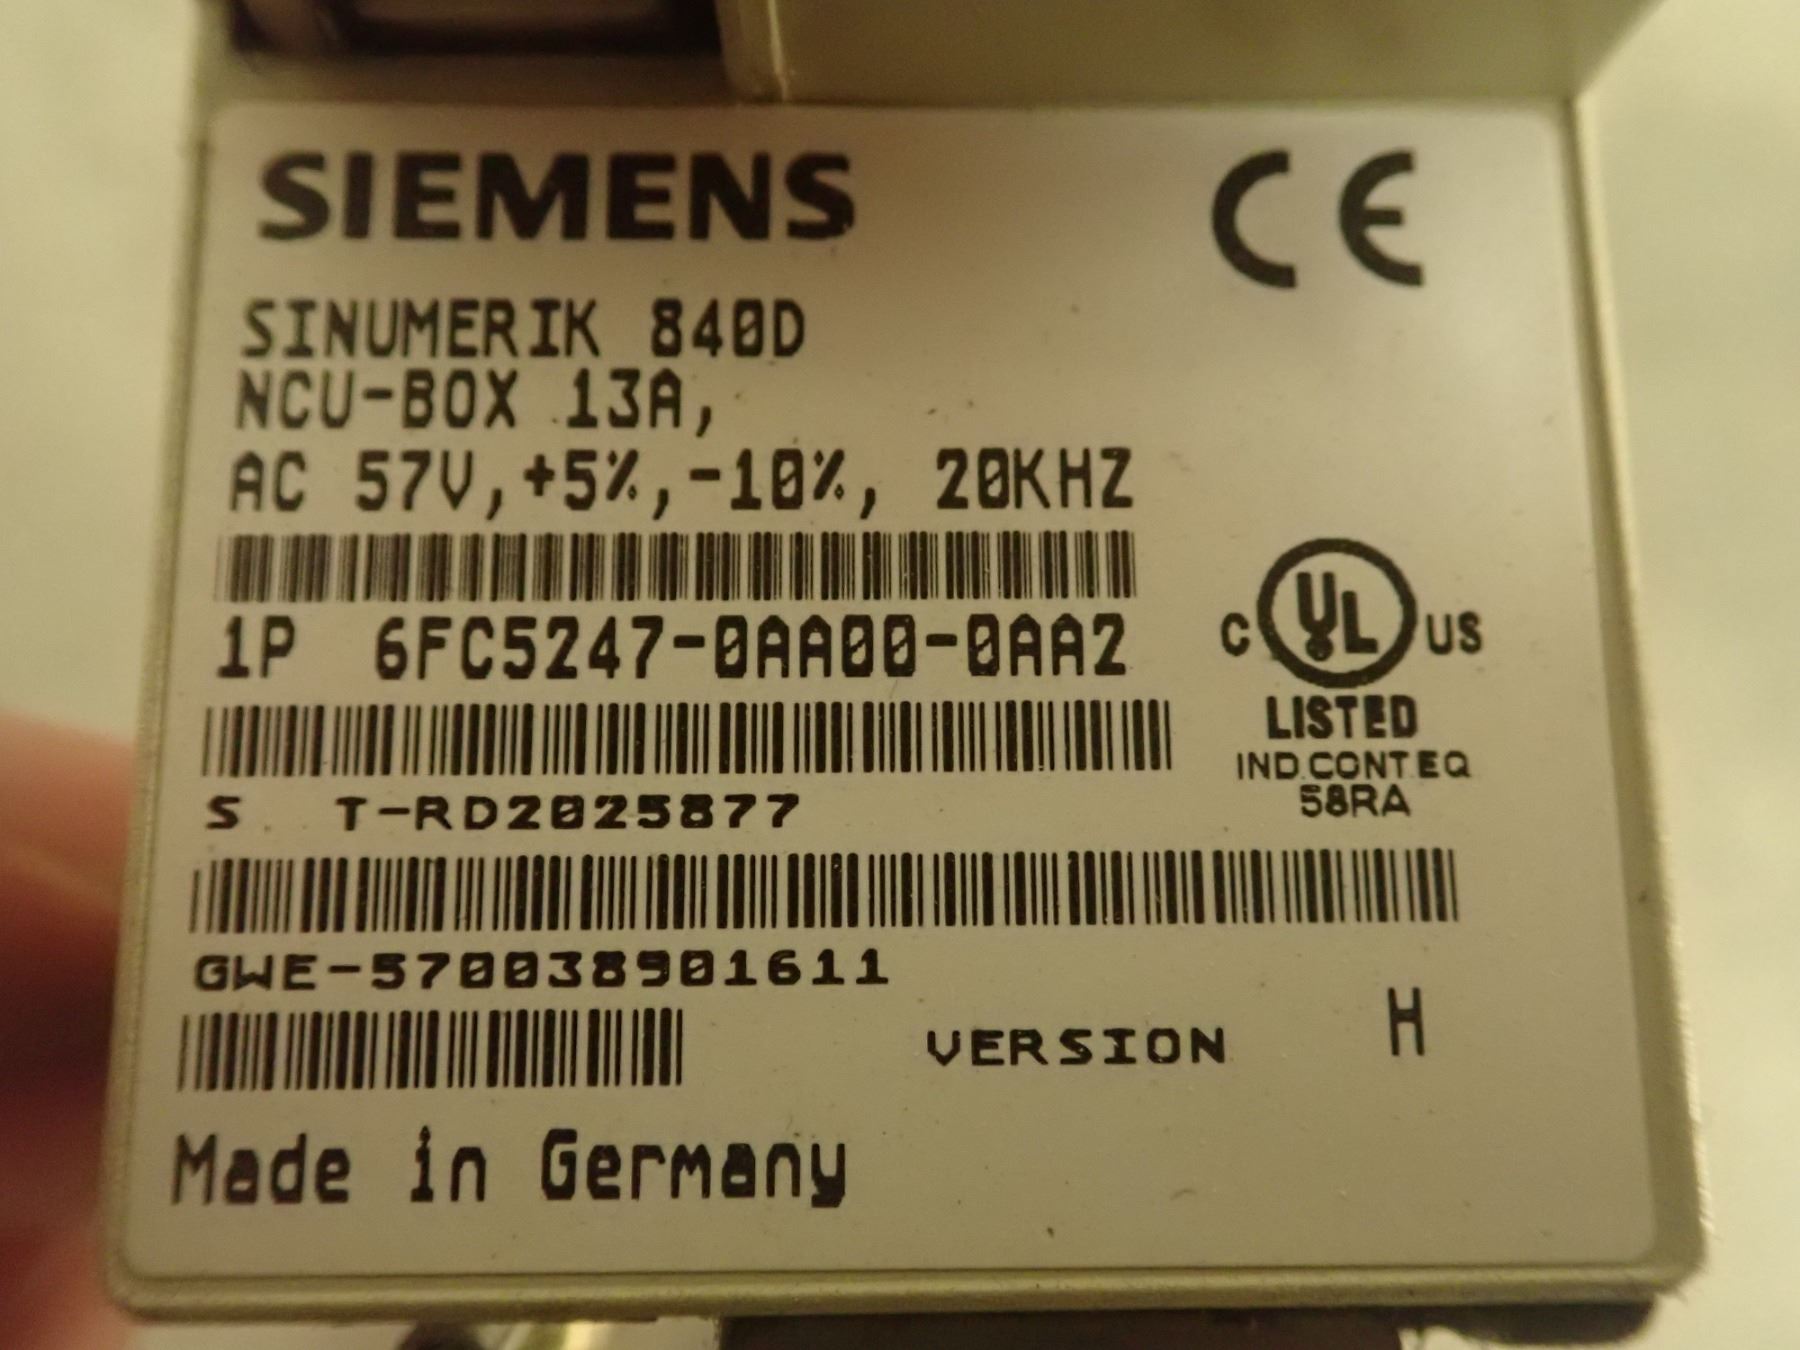 SIEMENS
CE
SINUMERIK 840D
NCU-BOX 13A,
AC 57V,+5%,-10%, 20KHZ
1P 6FC5247-0AA00-0AA2
C UL US
LISTED
IND.CONT.EQ
58RA
S T-RD2025877
GWE-570038901611
VERSION H
Made in Germany